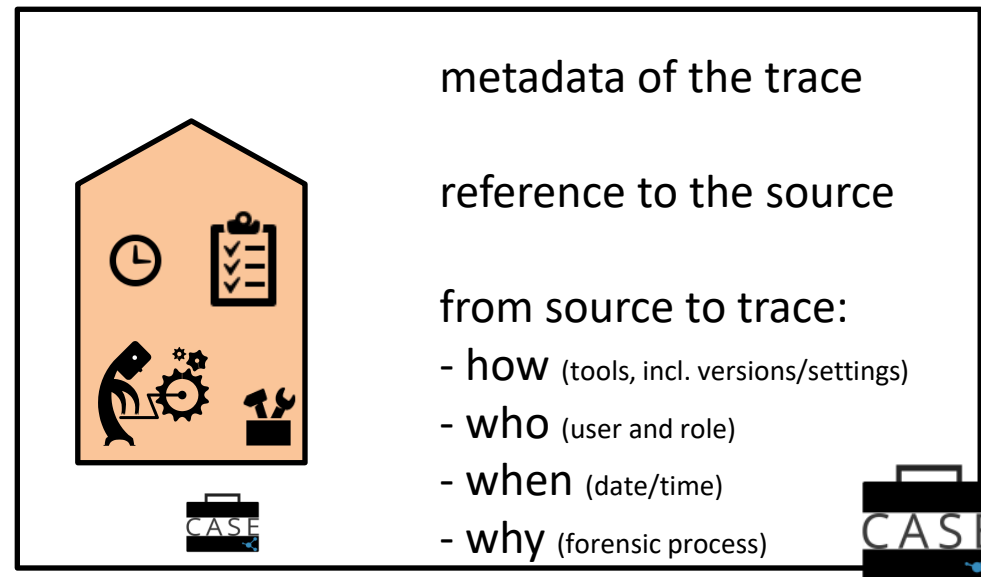 metadata of the trace
reference to the source
from source to trace:
- how (tools, incl. versions/settings)
- who (user and role)
- when (date/time)
- why (forensic process)
CASE
CASE